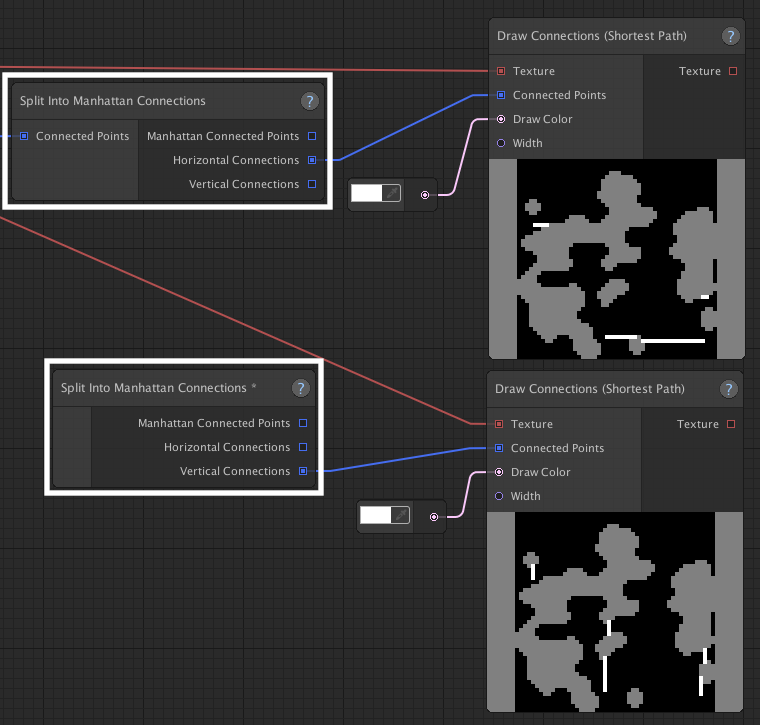 Draw Connections (Shortest Path) ?
Texture Texture
Connected Points
Draw Color
Width
Split Into Manhattan Connections ?
Connected Points Manhattan Connected Points
Horizontal Connections
Vertical Connections
Split Into Manhattan Connections * ?
Manhattan Connected Points
Horizontal Connections
Vertical Connections
Draw Connections (Shortest Path) ?
Texture Texture
Connected Points
Draw Color
Width